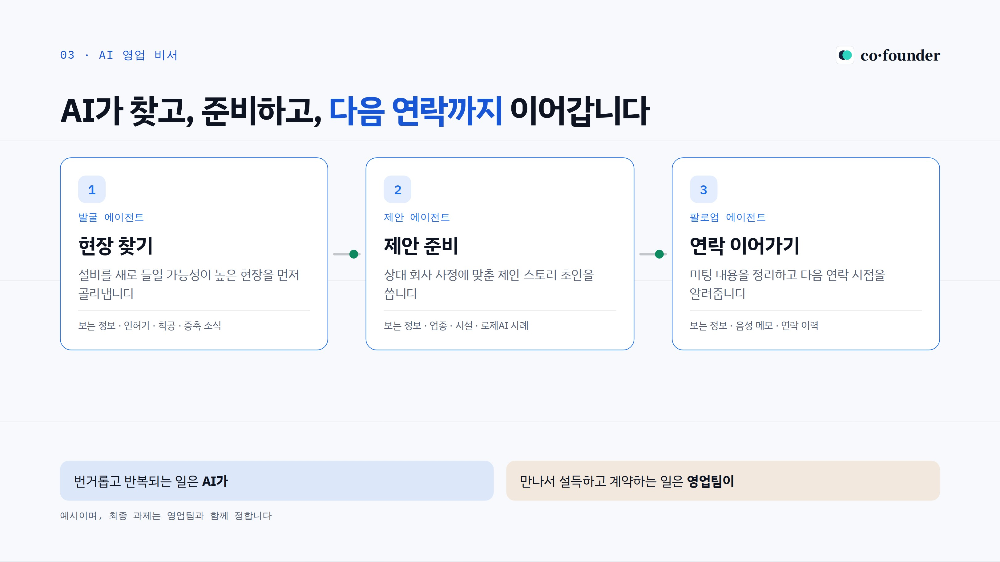 03 · AI 영업 비서
co·founder
AI가 찾고, 준비하고, 다음 연락까지 이어갑니다
1
발굴 에이전트
현장 찾기
설비를 새로 들일 가능성이 높은 현장을 먼저
골라냅니다
보는 정보 · 인허가 · 착공 · 증축 소식
2
제안 에이전트
제안 준비
상대 회사 사정에 맞춘 제안 스토리 초안을
씁니다
보는 정보 · 업종 · 시설 · 로제AI 사례
3
팔로업 에이전트
연락 이어가기
미팅 내용을 정리하고 다음 연락 시점을
알려줍니다
보는 정보 · 음성 메모 · 연락 이력
번거롭고 반복되는 일은 AI가
만나서 설득하고 계약하는 일은 영업팀이
예시이며, 최종 과제는 영업팀과 함께 정합니다